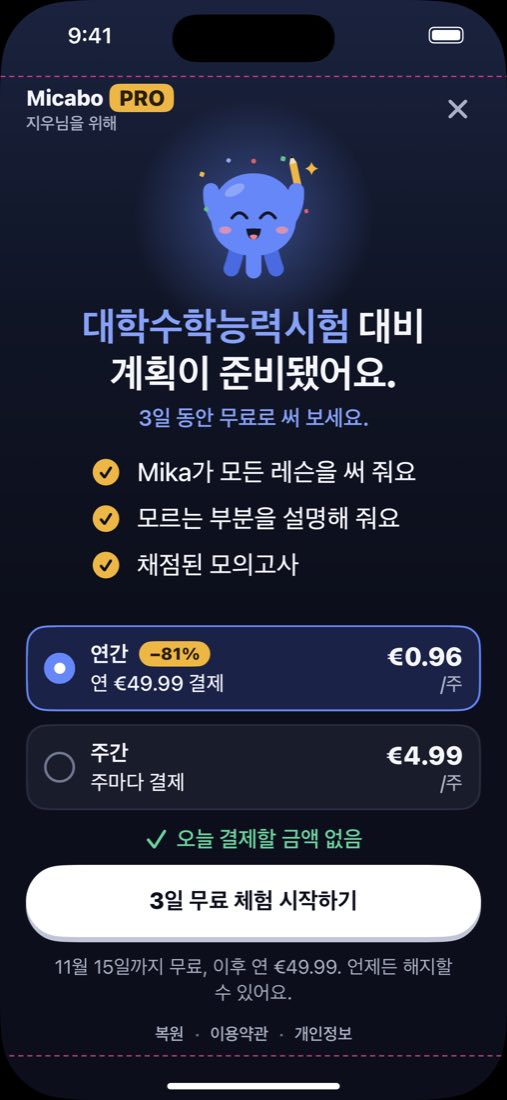 9:41
Micabo PRO
지우님을 위해
대학수학능력시험 대비
계획이 준비됐어요.
3일 동안 무료로 써 보세요.
Mika가 모든 레슨을 써 줘요
모르는 부분을 설명해 줘요
채점된 모의고사
연간 −81%
연 €49.99 결제
€0.96
/주
주간
주마다 결제
€4.99
/주
오늘 결제할 금액 없음
3일 무료 체험 시작하기
11월 15일까지 무료, 이후 연 €49.99. 언제든 해지할
수 있어요.
복원 · 이용약관 · 개인정보